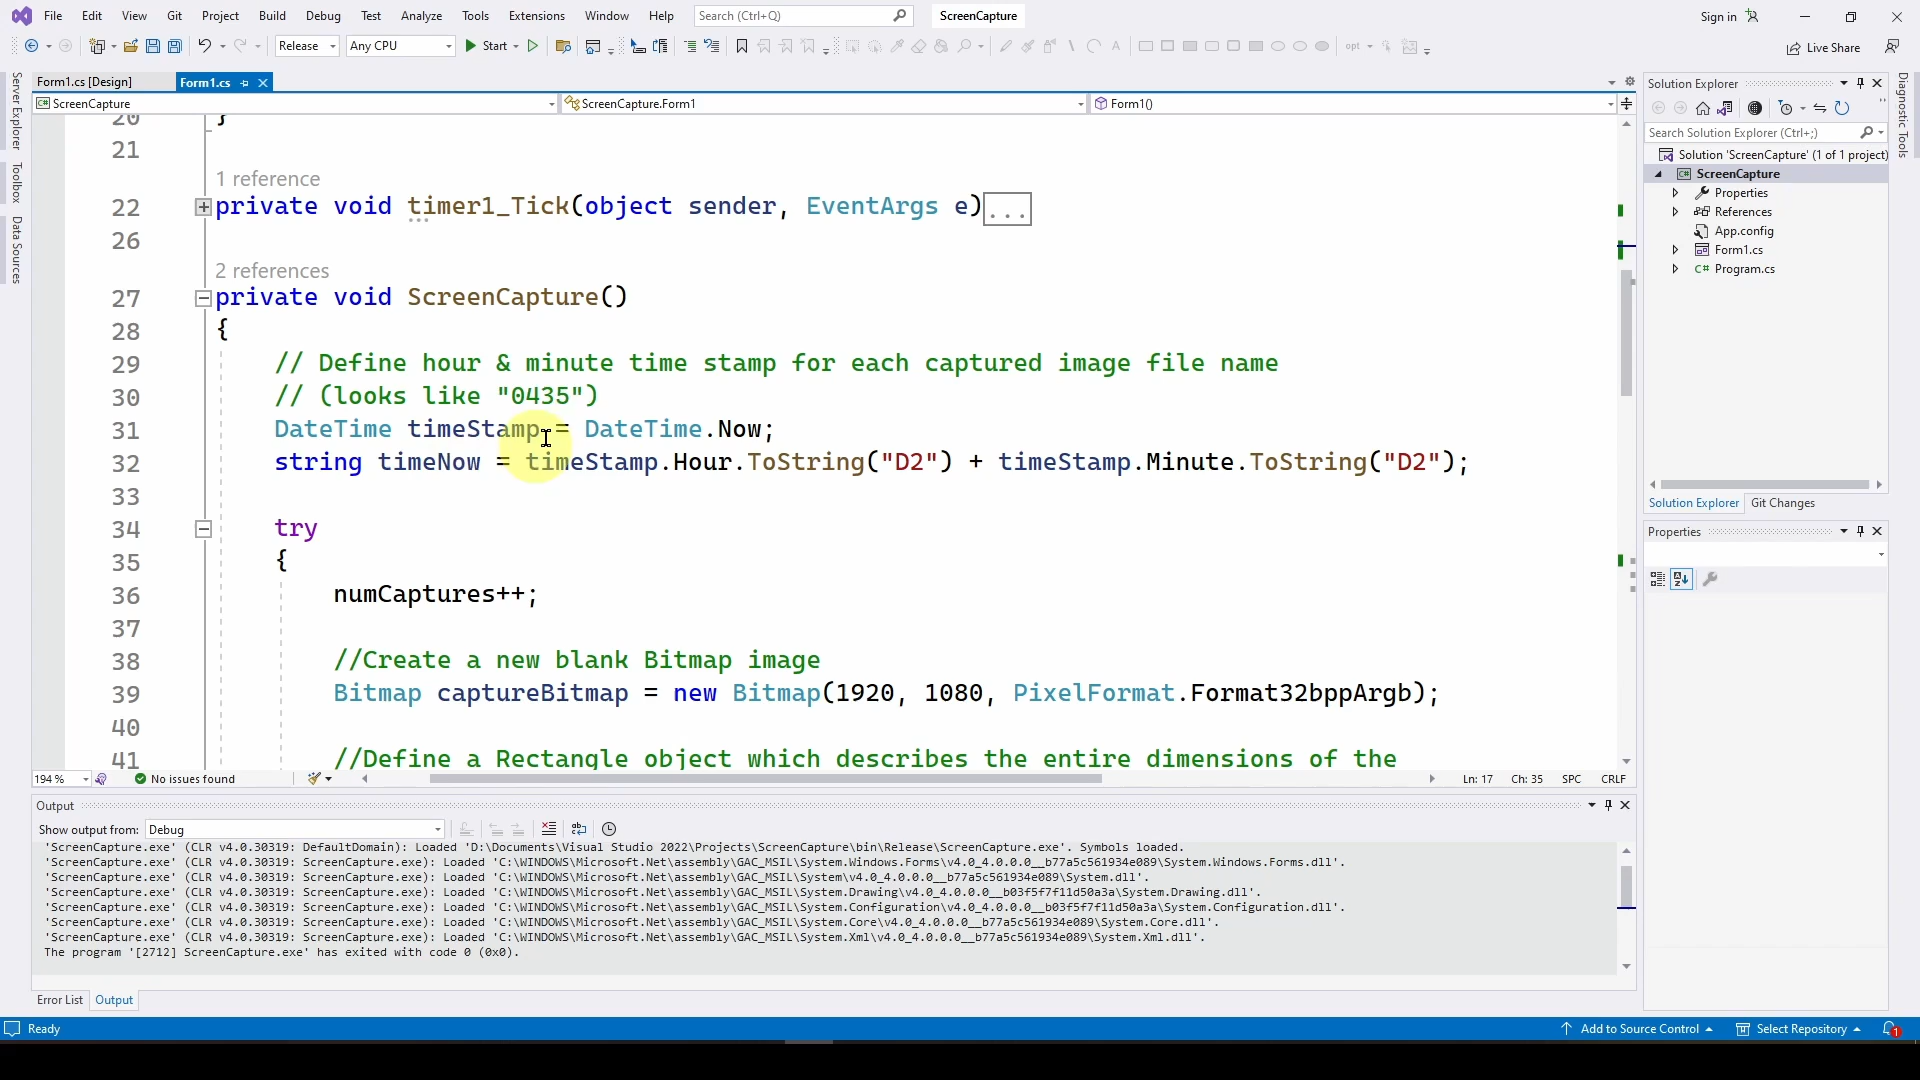 File Edit View Git Project Build Debug Test Analyze Tools Extensions Window Help Search (Ctrl+Q) ScreenCapture Sign in
Release Any CPU Start opt Live Share
Form1.cs [Design] Form1.cs
ScreenCapture ScreenCapture.Form1 Form1()
Server Explorer
Toolbox
Data Sources
20 }
21
1 reference
22 private void timer1_Tick(object sender, EventArgs e)...
26
2 references
27 private void ScreenCapture()
28 {
29 // Define hour & minute time stamp for each captured image file name
30 // (looks like "0435")
31 DateTime timeStamp = DateTime.Now;
32 string timeNow = timeStamp.Hour.ToString("D2") + timeStamp.Minute.ToString("D2");
33
34 try
35 {
36 numCaptures++;
37
38 //Create a new blank Bitmap image
39 Bitmap captureBitmap = new Bitmap(1920, 1080, PixelFormat.Format32bppArgb);
40
41 //Define a Rectangle object which describes the entire dimensions of the
194 % No issues found Ln: 17 Ch: 35 SPC CRLF
Output
Show output from: Debug
'ScreenCapture.exe' (CLR v4.0.30319: DefaultDomain): Loaded 'D:\Documents\Visual Studio 2022\Projects\ScreenCapture\bin\Release\ScreenCapture.exe'. Symbols loaded.
'ScreenCapture.exe' (CLR v4.0.30319: ScreenCapture.exe): Loaded 'C:\WINDOWS\Microsoft.Net\assembly\GAC_MSIL\System.Windows.Forms\v4.0_4.0.0.0__b77a5c561934e089\System.Windows.Forms.dll'.
'ScreenCapture.exe' (CLR v4.0.30319: ScreenCapture.exe): Loaded 'C:\WINDOWS\Microsoft.Net\assembly\GAC_MSIL\System\v4.0_4.0.0.0__b77a5c561934e089\System.dll'.
'ScreenCapture.exe' (CLR v4.0.30319: ScreenCapture.exe): Loaded 'C:\WINDOWS\Microsoft.Net\assembly\GAC_MSIL\System.Drawing\v4.0_4.0.0.0__b03f5f7f11d50a3a\System.Drawing.dll'.
'ScreenCapture.exe' (CLR v4.0.30319: ScreenCapture.exe): Loaded 'C:\WINDOWS\Microsoft.Net\assembly\GAC_MSIL\System.Configuration\v4.0_4.0.0.0__b03f5f7f11d50a3a\System.Configuration.dll'.
'ScreenCapture.exe' (CLR v4.0.30319: ScreenCapture.exe): Loaded 'C:\WINDOWS\Microsoft.Net\assembly\GAC_MSIL\System.Core\v4.0_4.0.0.0__b77a5c561934e089\System.Core.dll'.
'ScreenCapture.exe' (CLR v4.0.30319: ScreenCapture.exe): Loaded 'C:\WINDOWS\Microsoft.Net\assembly\GAC_MSIL\System.Xml\v4.0_4.0.0.0__b77a5c561934e089\System.Xml.dll'.
The program '[2712] ScreenCapture.exe' has exited with code 0 (0x0).
Error List Output
Solution Explorer
Search Solution Explorer (Ctrl+;)
Solution 'ScreenCapture' (1 of 1 project)
C# ScreenCapture
Properties
References
App.config
Form1.cs
C# Program.cs
Solution Explorer Git Changes
Properties
Diagnostic Tools
Ready Add to Source Control Select Repository 1